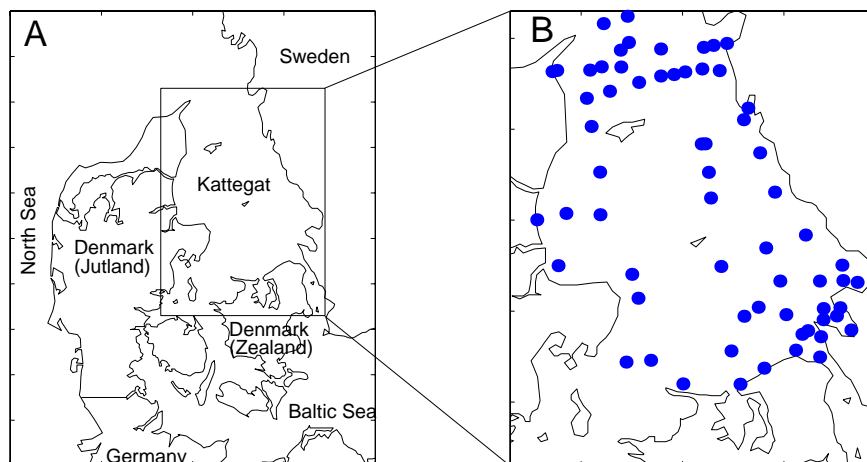 A
Sweden
Kattegat
North Sea
Denmark
(Jutland)
Denmark
(Zealand)
Baltic Sea
Germany
B